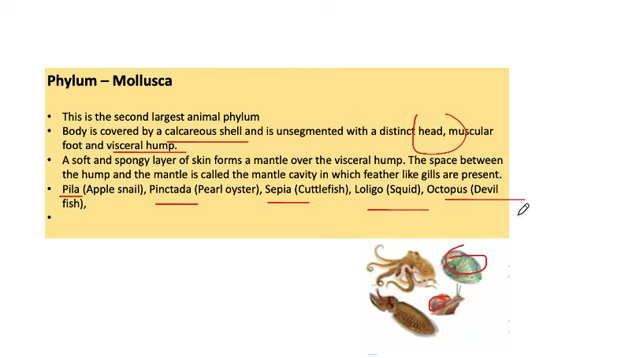 Phylum – Mollusca
• This is the second largest animal phylum
• Body is covered by a calcareous shell and is unsegmented with a distinct head, muscular
foot and visceral hump.
• A soft and spongy layer of skin forms a mantle over the visceral hump. The space between
the hump and the mantle is called the mantle cavity in which feather like gills are present.
• Pila (Apple snail), Pinctada (Pearl oyster), Sepia (Cuttlefish), Loligo (Squid), Octopus (Devil
fish),
•